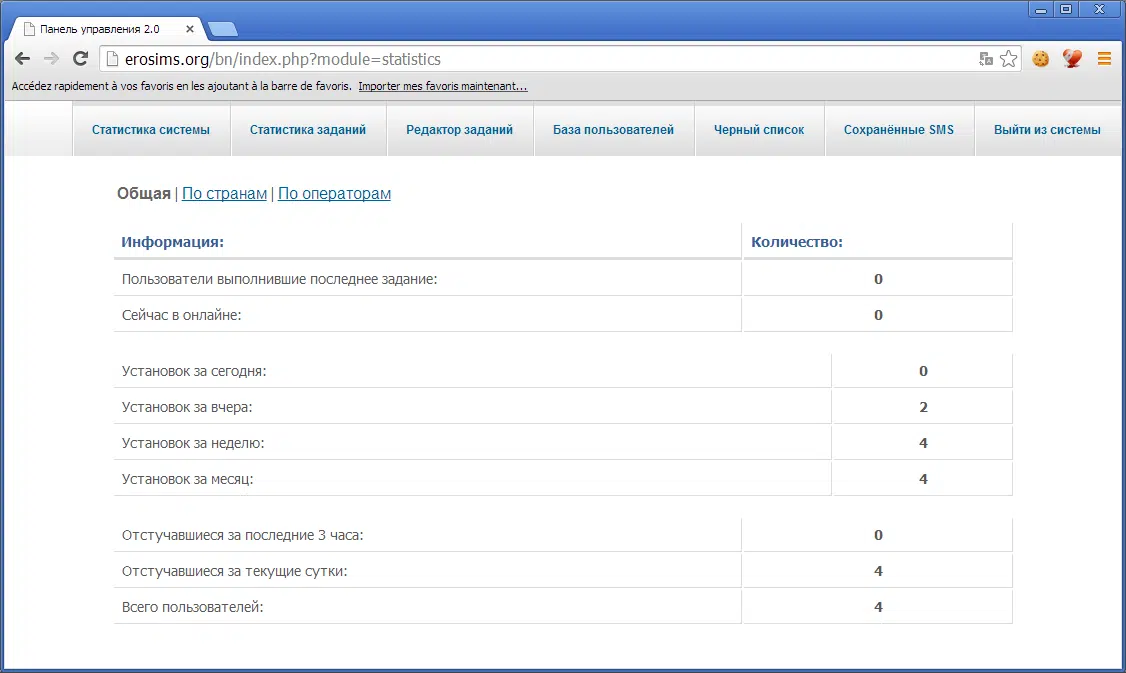 Панель управления 2.0
erosims.org/bn/index.php?module=statistics
Accédez rapidement à vos favoris en les ajoutant à la barre de favoris. Importer mes favoris maintenant...
Статистика системы Статистика заданий Редактор заданий База пользователей Черный список Сохранённые SMS Выйти из системы
Общая | По странам | По операторам
Информация: Количество:
Пользователи выполнившие последнее задание: 0
Сейчас в онлайне: 0
Установок за сегодня: 0
Установок за вчера: 2
Установок за неделю: 4
Установок за месяц: 4
Отстучавшиеся за последние 3 часа: 0
Отстучавшиеся за текущие сутки: 4
Всего пользователей: 4